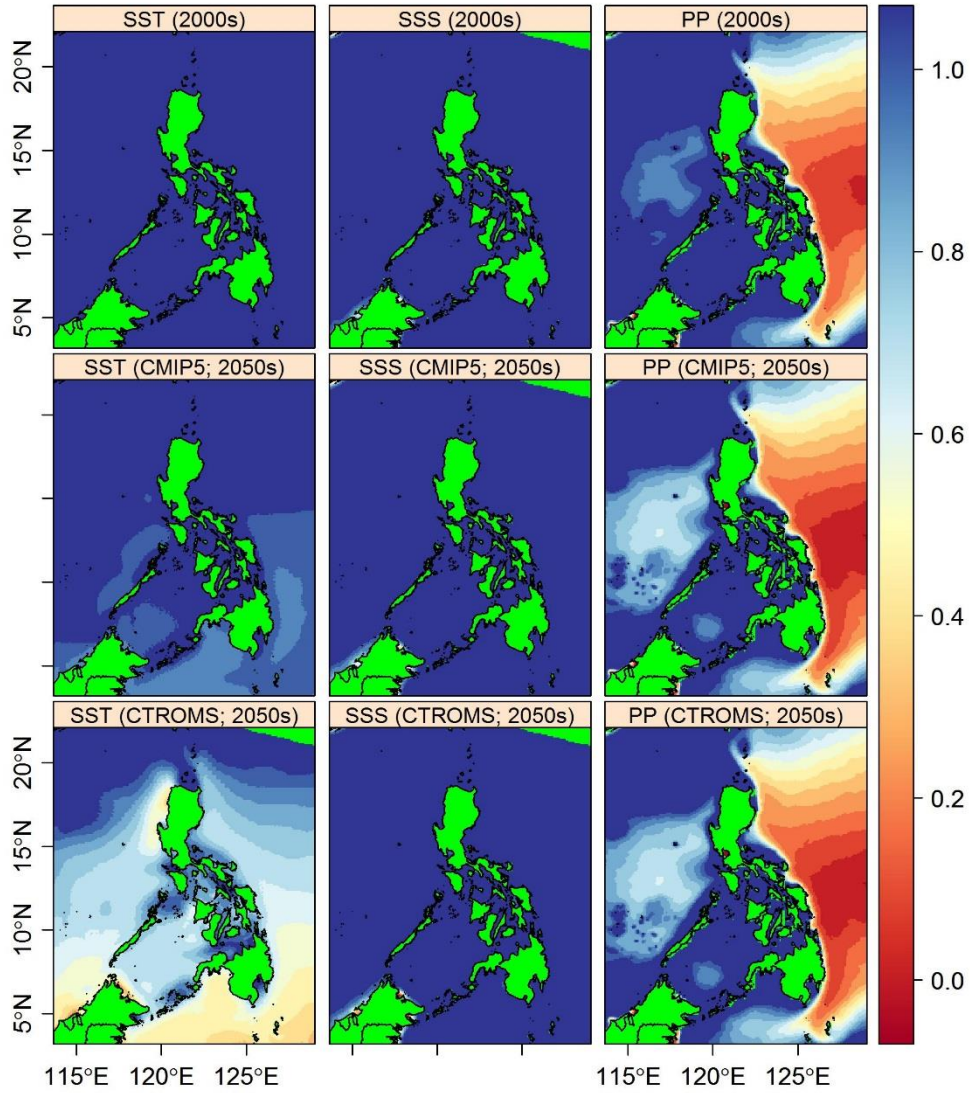 SST (2000s) SSS (2000s) PP (2000s)
20°N
15°N
10°N
5°N
SST (CMIP5; 2050s) SSS (CMIP5; 2050s) PP (CMIP5; 2050s)
SST (CTROMS; 2050s) SSS (CTROMS; 2050s) PP (CTROMS; 2050s)
20°N
15°N
10°N
5°N
115°E 120°E 125°E
115°E 120°E 125°E
1.0
0.8
0.6
0.4
0.2
0.0